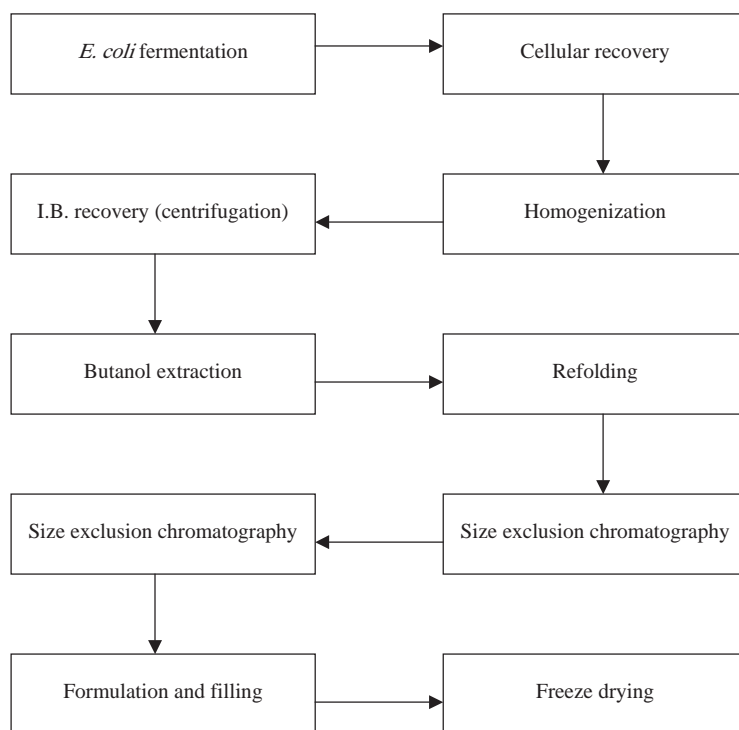 E. coli fermentation
Cellular recovery
I.B. recovery (centrifugation)
Homogenization
Butanol extraction
Refolding
Size exclusion chromatography
Size exclusion chromatography
Formulation and filling
Freeze drying